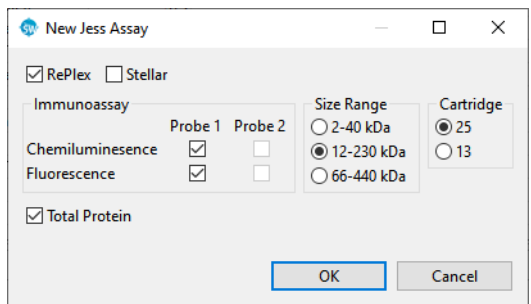 SW New Jess Assay
RePlex Stellar
Immunoassay
Probe 1 Probe 2
Chemiluminesence
Fluorescence
Size Range
2-40 kDa
12-230 kDa
66-440 kDa
Cartridge
25
13
Total Protein
OK Cancel